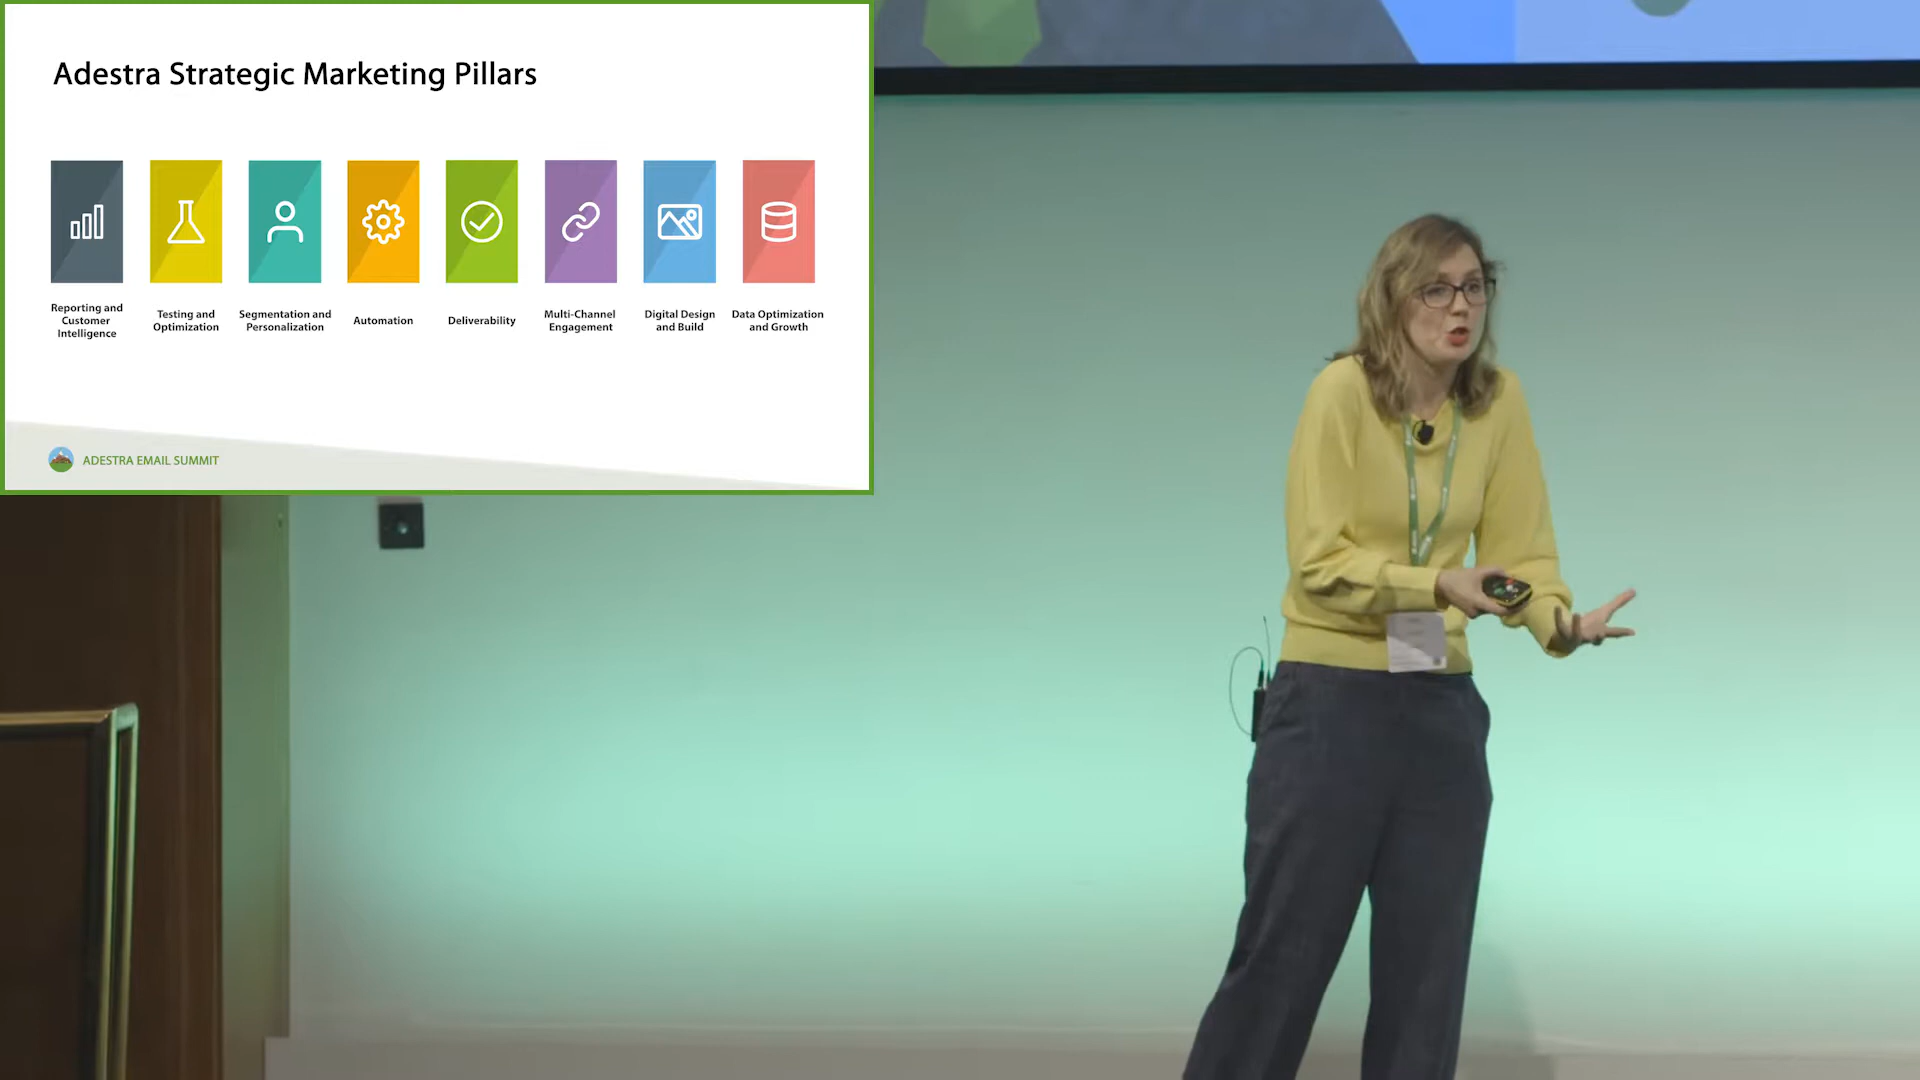 Adestra Strategic Marketing Pillars
Reporting and
Customer
Intelligence
Testing and
Optimization
Segmentation and
Personalization
Automation
Deliverability
Multi-Channel
Engagement
Digital Design
and Build
Data Optimization
and Growth
ADESTRA EMAIL SUMMIT